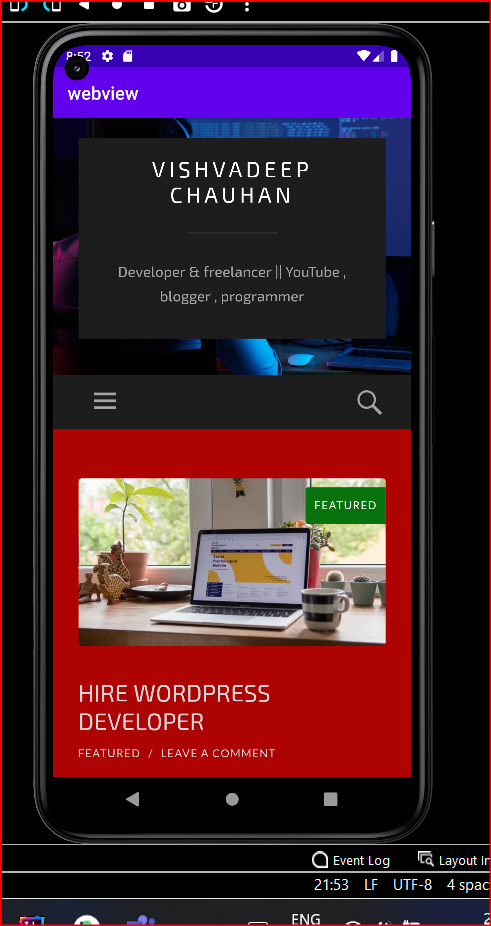 8:52
webview
VISHVADEEP
CHAUHAN
Developer & freelancer || YouTube ,
blogger , programmer
FEATURED
HIRE WORDPRESS
DEVELOPER
FEATURED / LEAVE A COMMENT
Event Log Layout In
21:53 LF UTF-8 4 spac
ENG